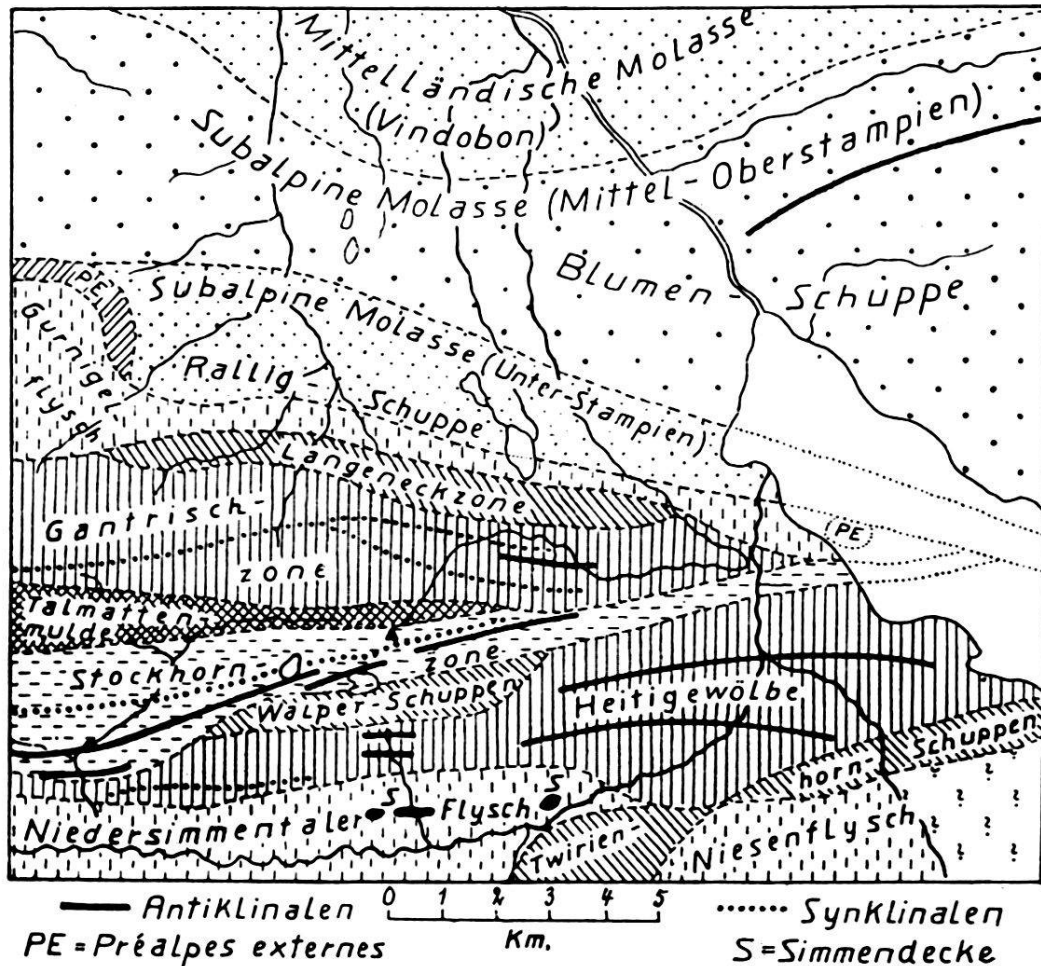 Mittelländische Molasse
(Vindobon)
Subalpine Molasse (Mittel-Oberstampien)
Blumen-Schuppe
PE
Subalpine Molasse (Unter-Stampien)
Gurnigel-
flysch
Rallig-Schuppe
Langeneckzone
Gantrisch-
zone
PE
Talmatten-
mulde
Stockhorn-
zone
Walper Schuppen
Heitigewölbe
Twirien-horn-Schuppen
S
S
Niedersimmentaler Flysch
Niesenflysch
Antiklinalen
0 1 2 3 4 5
Km.
Synklinalen
PE = Préalpes externes
S = Simmendecke